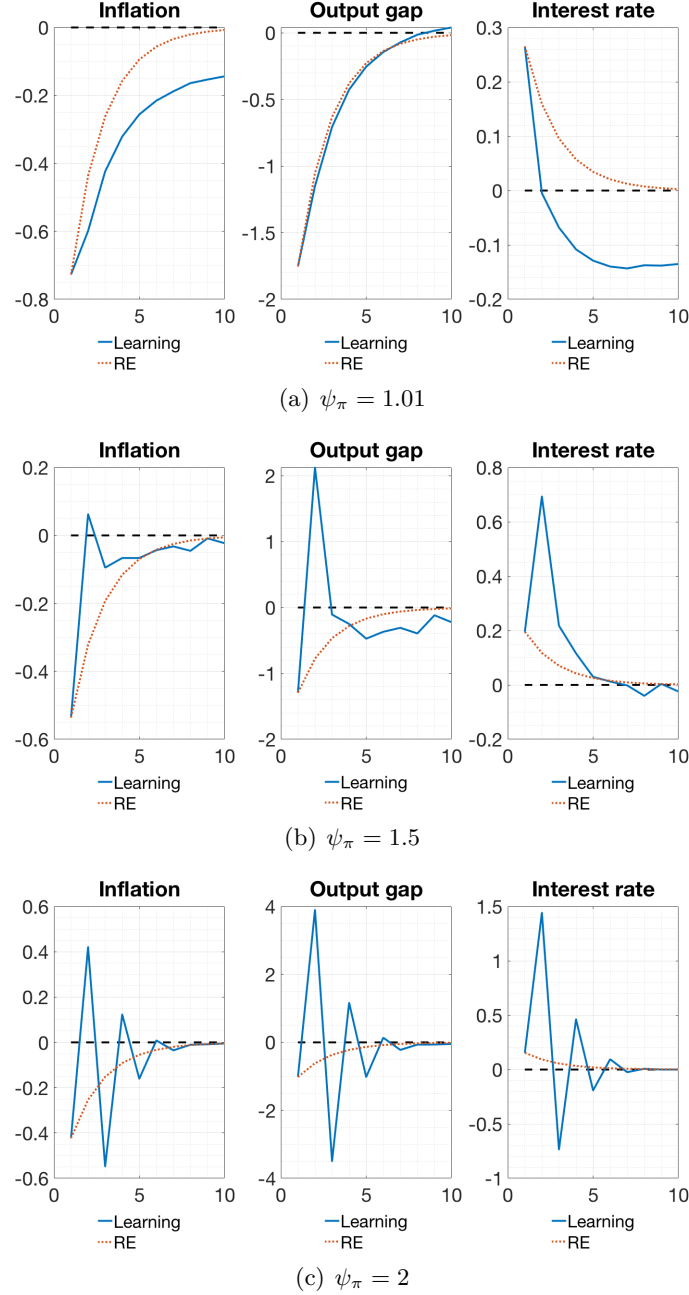 Inflation Output gap Interest rate
0 -0.2 -0.4 -0.6 -0.8
0 5 10
0 -0.5 -1 -1.5 -2
0 5 10
0.3 0.2 0.1 0 -0.1 -0.2
0 5 10
Learning Learning Learning
RE RE RE
(a) ψπ = 1.01
Inflation Output gap Interest rate
0.2 0 -0.2 -0.4 -0.6
0 5 10
2 1 0 -1 -2
0 5 10
0.8 0.6 0.4 0.2 0 -0.2
0 5 10
Learning Learning Learning
RE RE RE
(b) ψπ = 1.5
Inflation Output gap Interest rate
0.6 0.4 0.2 0 -0.2 -0.4 -0.6
0 5 10
4 2 0 -2 -4
0 5 10
1.5 1 0.5 0 -0.5 -1
0 5 10
Learning Learning Learning
RE RE RE
(c) ψπ = 2